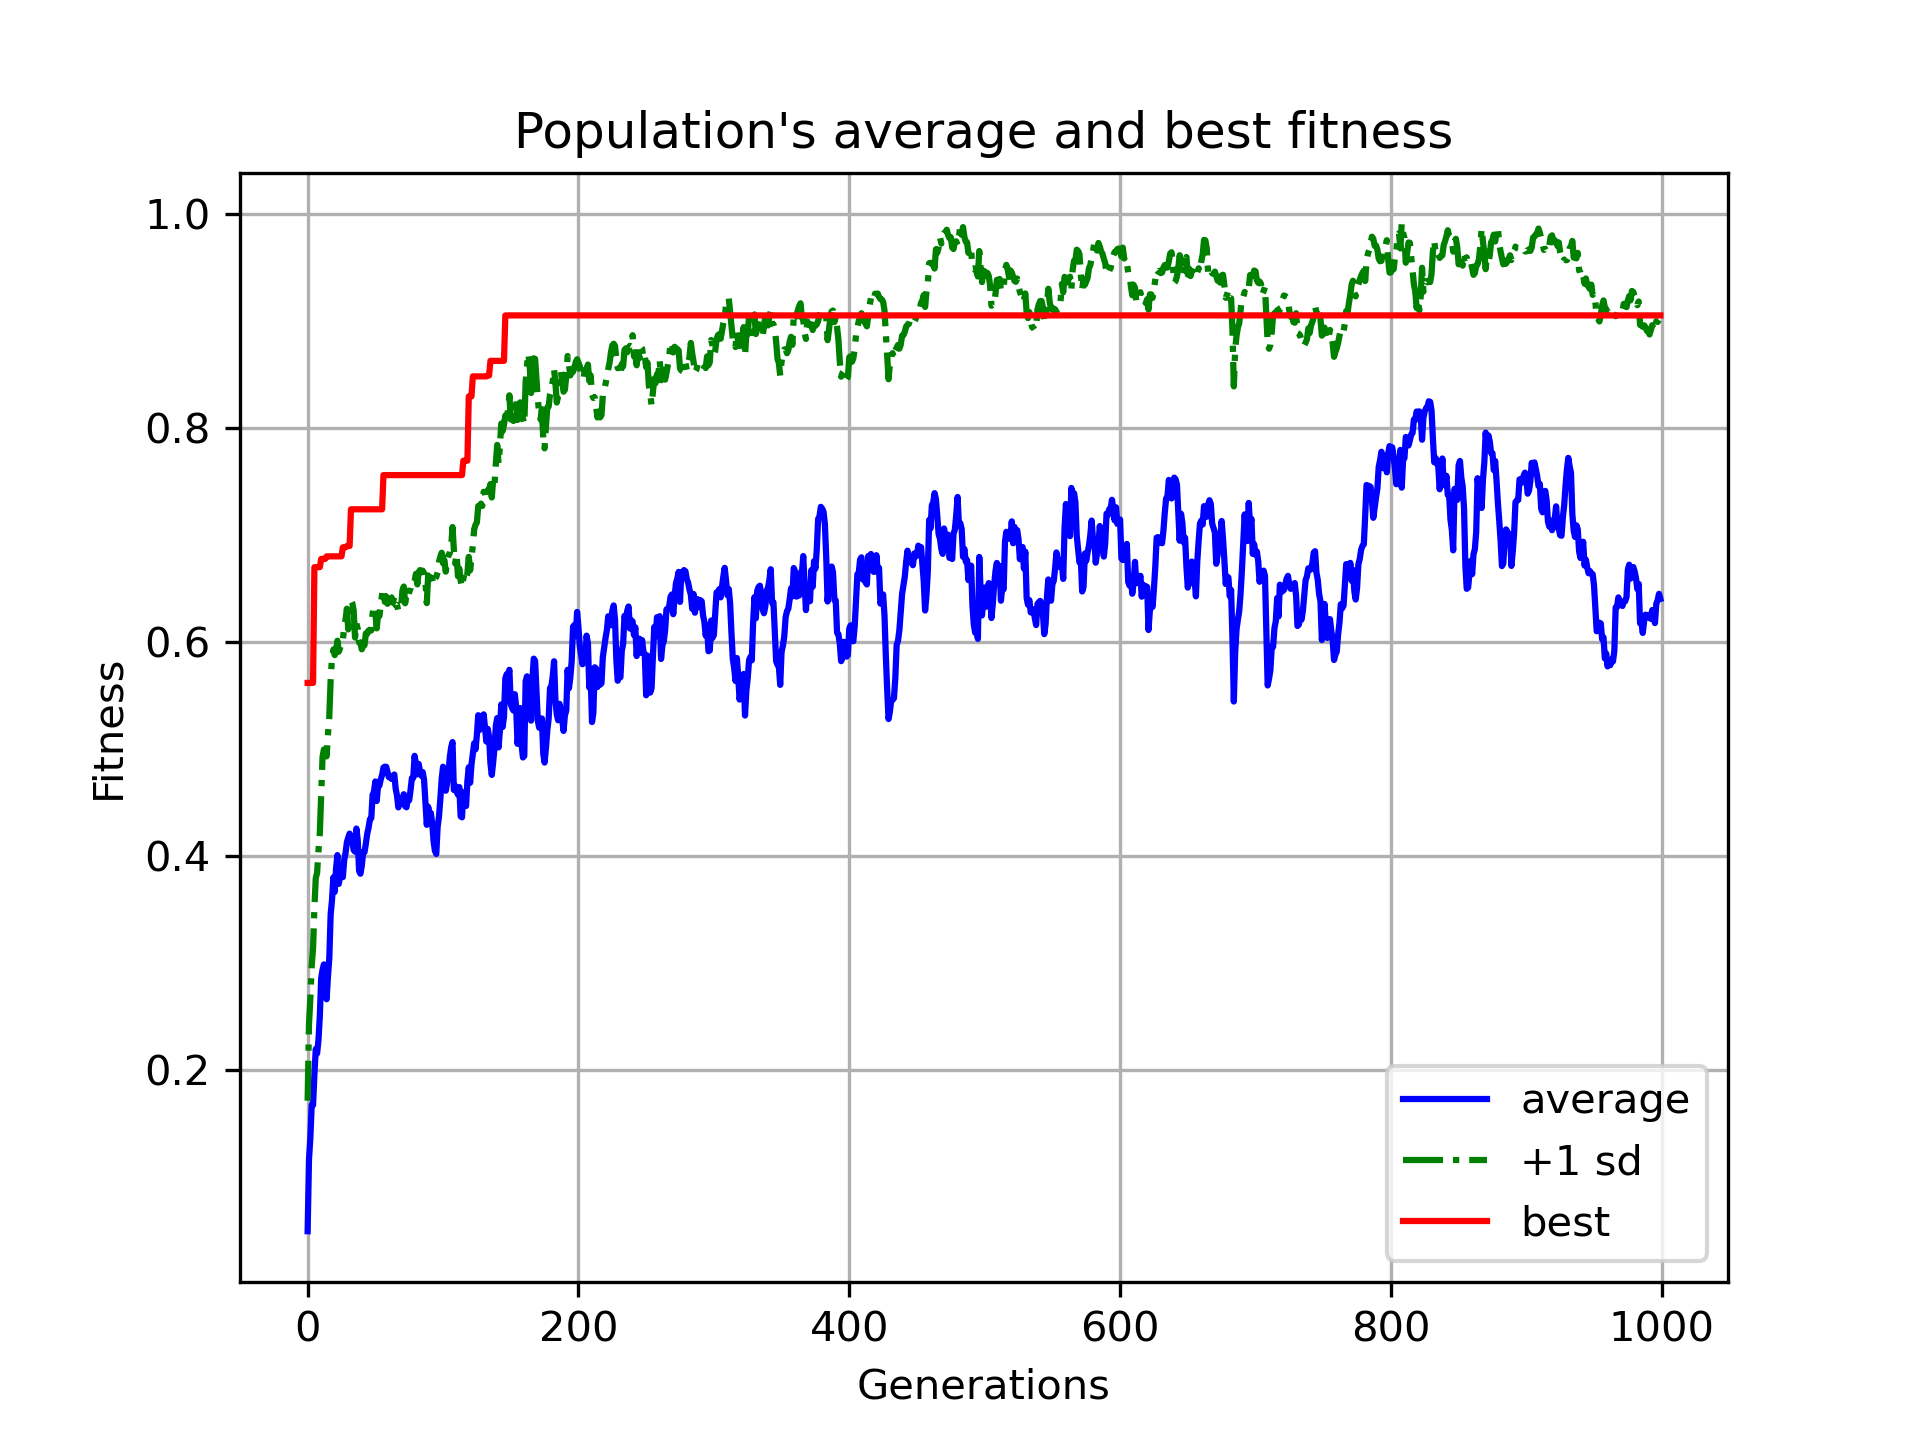 Population's average and best fitness
1.0
0.8
0.6
0.4
0.2
Fitness
0 200 400 600 800 1000
Generations
average
+1 sd
best